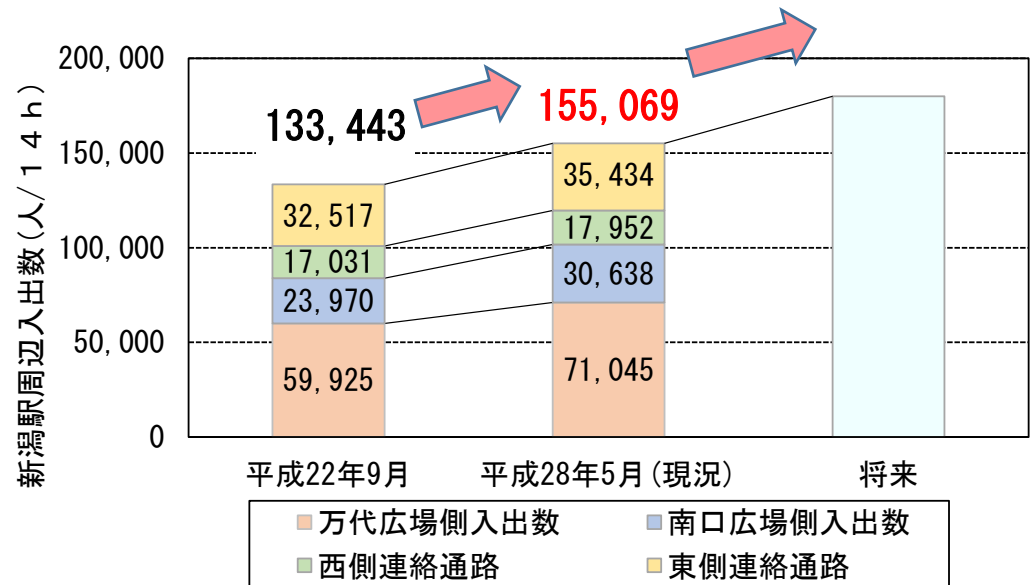 新潟駅周辺入出数(人/14h)
200,000
150,000
100,000
50,000
0
133,443
155,069
32,517
17,031
23,970
59,925
35,434
17,952
30,638
71,045
平成22年9月
平成28年5月(現況)
将来
万代広場側入出数
南口広場側入出数
西側連絡通路
東側連絡通路